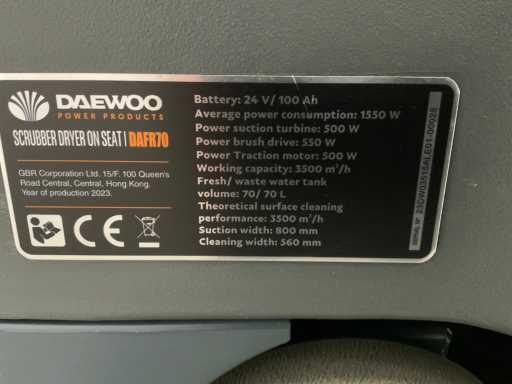 DAEWOO
POWER PRODUCTS
SCRUBBER DRYER ON SEAT | DAFR70
GBR Corporation Ltd. 15/F. 100 Queen's
Road Central, Central, Hong Kong.
Year of production 2023.
CE
Battery: 24 V/ 100 Ah
Average power consumption: 1550 W
Power suction turbine: 500 W
Power brush drive: 550 W
Power Traction motor: 500 W
Working capacity: 3500 m²/h
Fresh/ waste water tank
volume: 70/ 70 L
Theoretical surface cleaning
performance: 3500 m²/h
Suction width: 800 mm
Cleaning width: 560 mm